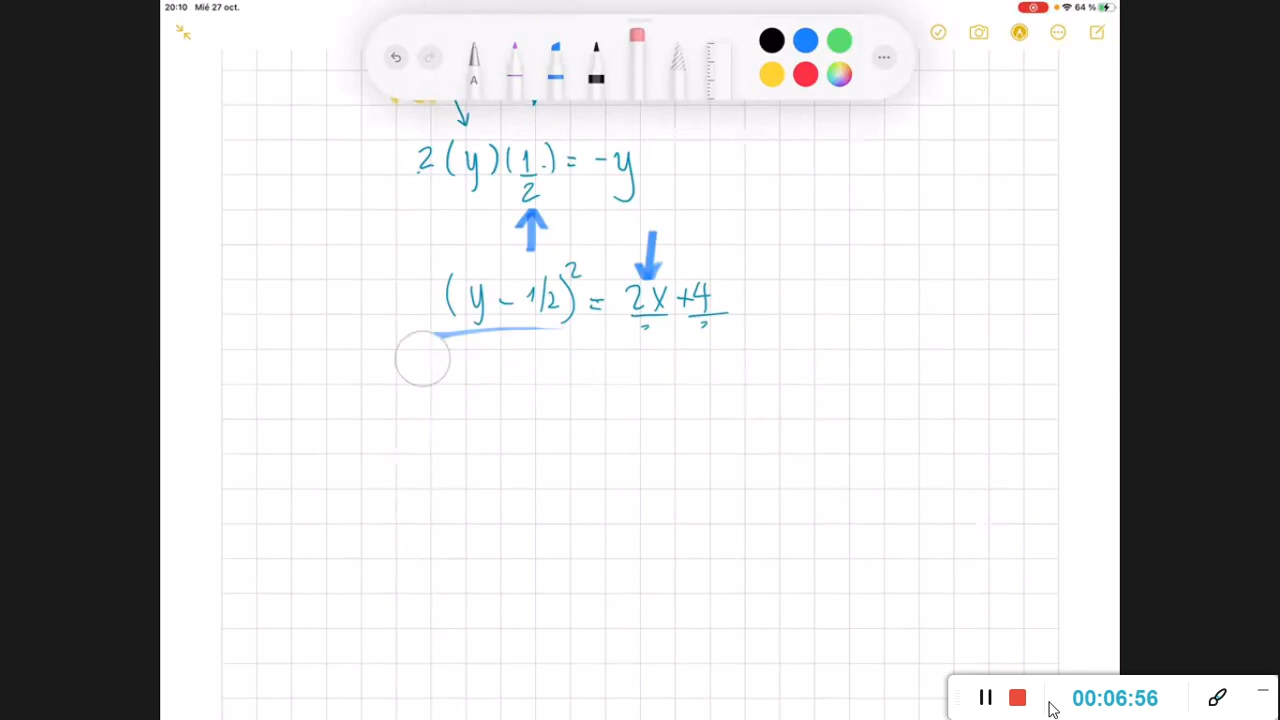 20:10 Mié 27 oct.
64 %
A
2(y)(1/2) = -y
(y - 1/2)² = 2x + 4
00:06:56